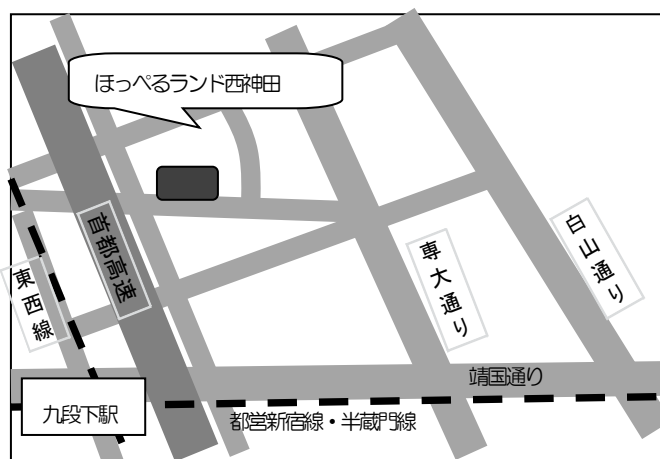 ほっぺるランド西神田
首都高速
東西線
専大通り
白山通り
靖国通り
九段下駅
都営新宿線・半蔵門線